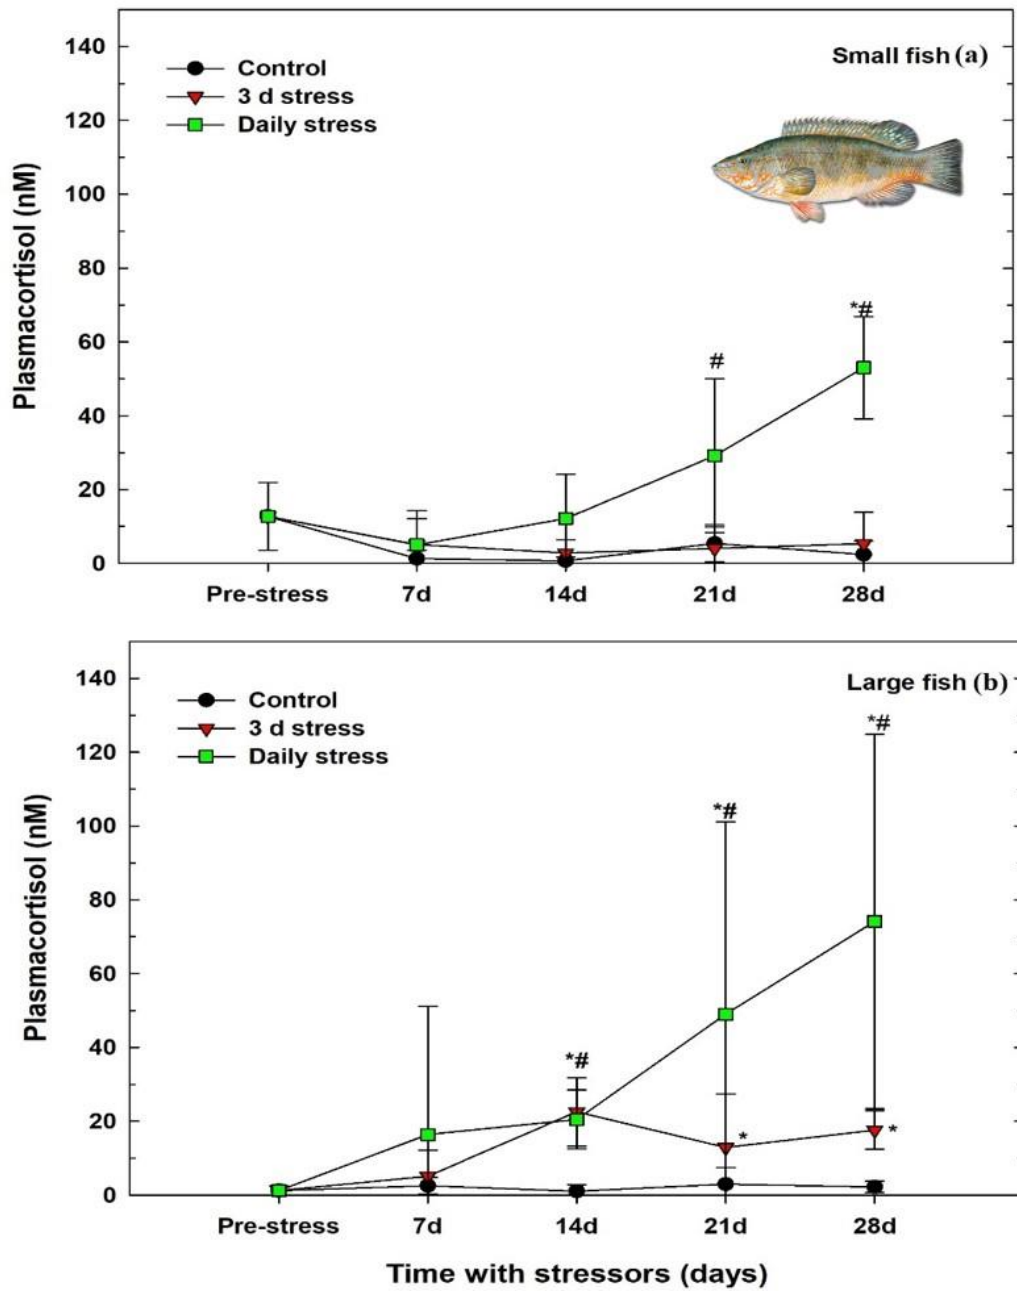 Small fish (a)
Control
3 d stress
Daily stress
Plasmacortisol (nM)
140
120
100
80
60
40
20
0
*#
#
Pre-stress 7d 14d 21d 28d
Large fish (b)
Control
3 d stress
Daily stress
Plasmacortisol (nM)
140
120
100
80
60
40
20
0
*#
*#
*#
*
*
Pre-stress 7d 14d 21d 28d
Time with stressors (days)